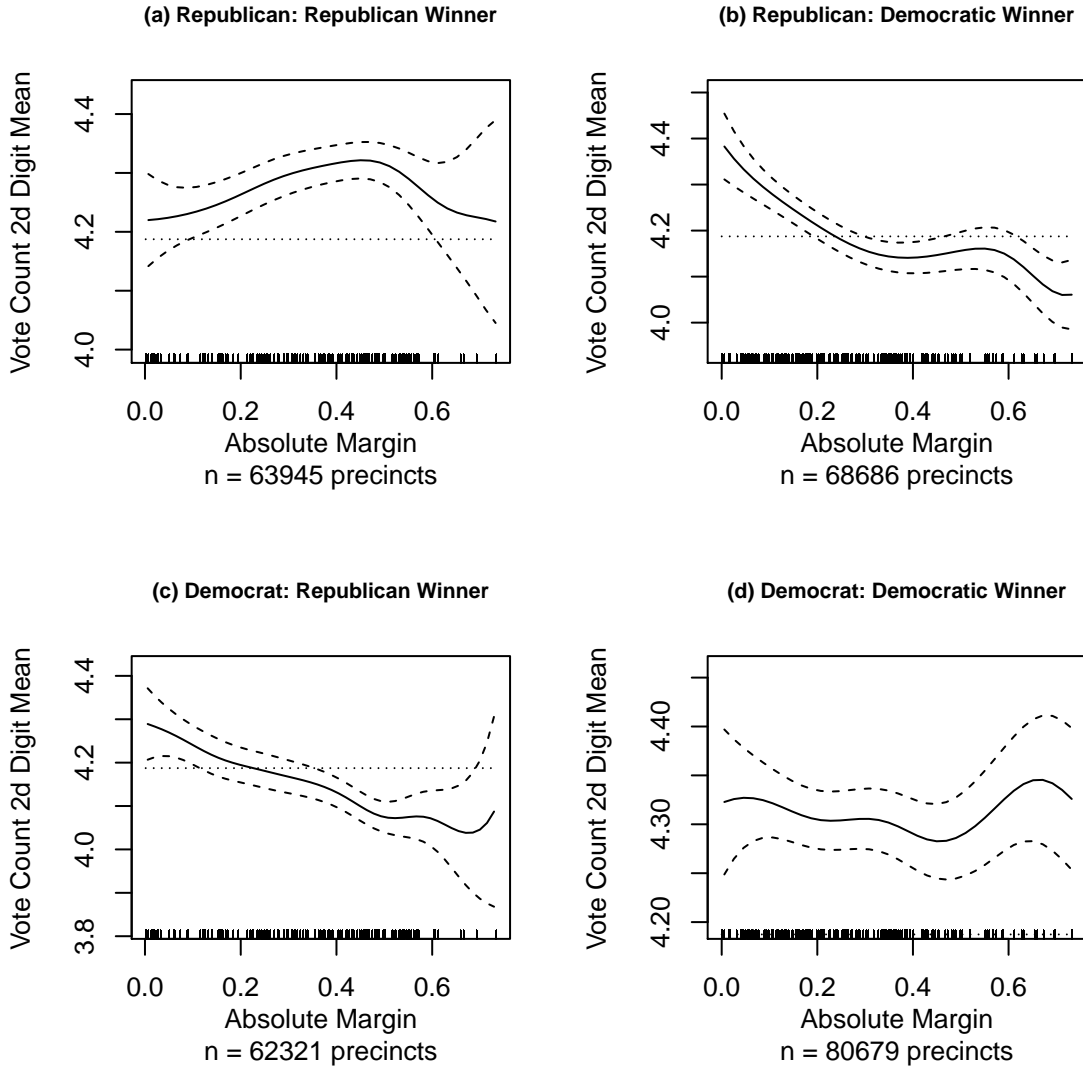 (a) Republican: Republican Winner
Vote Count 2d Digit Mean
4.0
4.2
4.4
0.0 0.2 0.4 0.6
Absolute Margin
n = 63945 precincts
(b) Republican: Democratic Winner
Vote Count 2d Digit Mean
4.0
4.2
4.4
0.0 0.2 0.4 0.6
Absolute Margin
n = 68686 precincts
(c) Democrat: Republican Winner
Vote Count 2d Digit Mean
3.8
4.0
4.2
4.4
0.0 0.2 0.4 0.6
Absolute Margin
n = 62321 precincts
(d) Democrat: Democratic Winner
Vote Count 2d Digit Mean
4.20
4.30
4.40
0.0 0.2 0.4 0.6
Absolute Margin
n = 80679 precincts